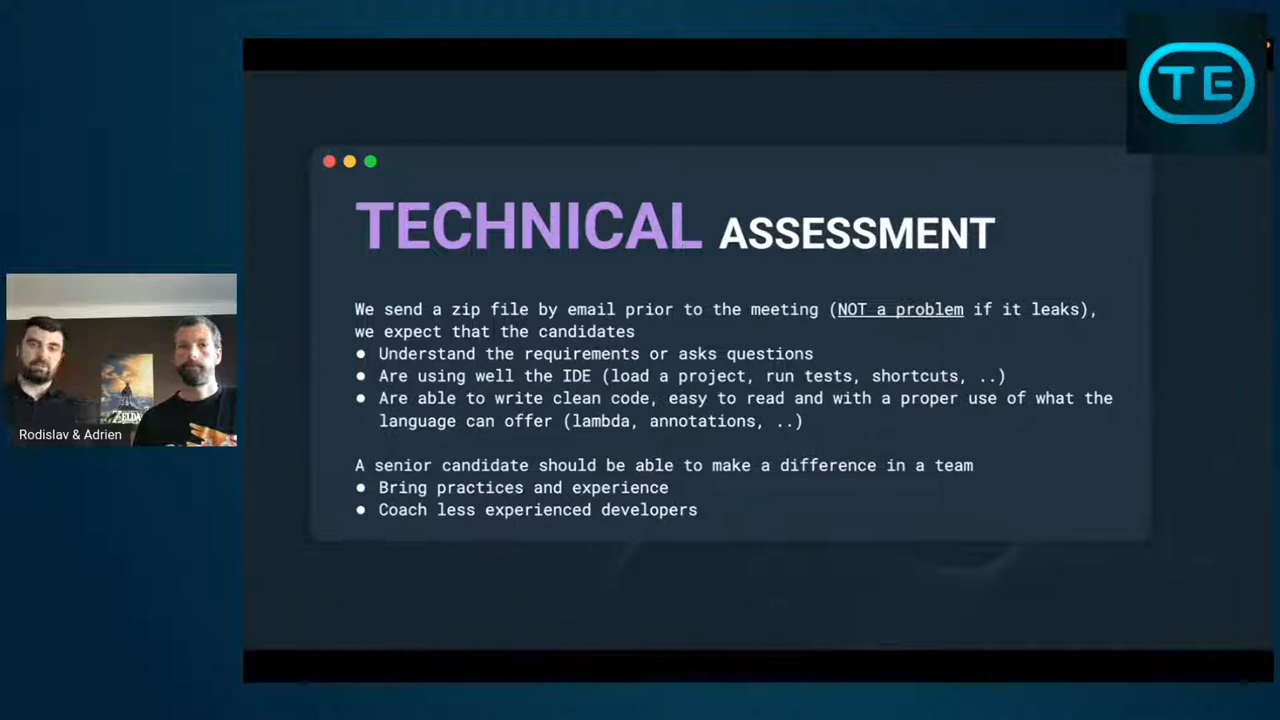 TE
TECHNICAL ASSESSMENT
We send a zip file by email prior to the meeting (NOT a problem if it leaks),
we expect that the candidates
● Understand the requirements or asks questions
● Are using well the IDE (load a project, run tests, shortcuts, ..)
● Are able to write clean code, easy to read and with a proper use of what the
language can offer (lambda, annotations, ..)
A senior candidate should be able to make a difference in a team
● Bring practices and experience
● Coach less experienced developers
ZELDA
Rodislav & Adrien